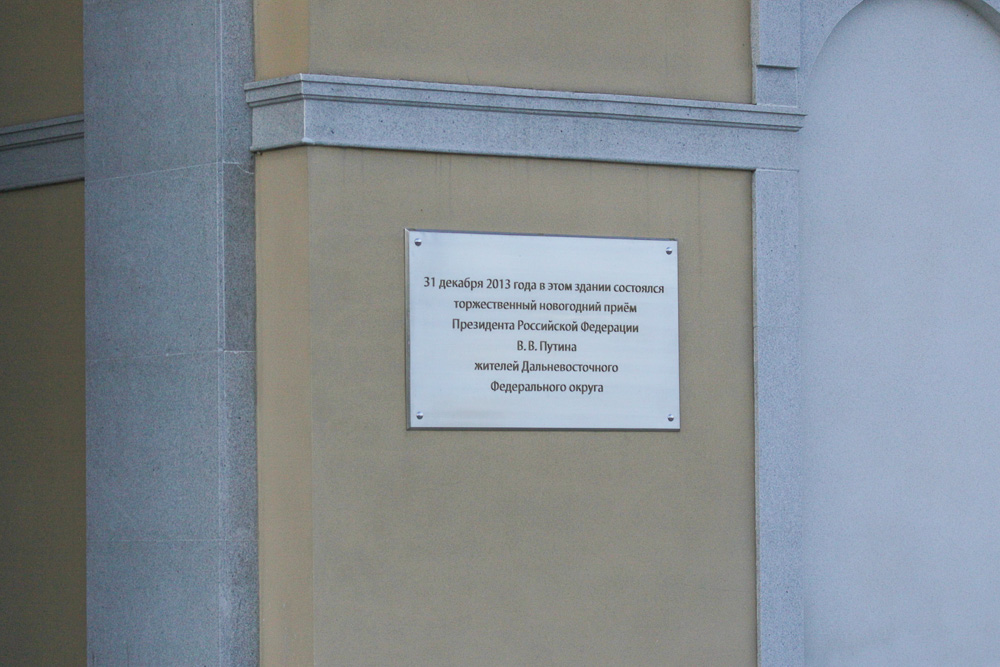 31 декабря 2013 года в этом здании состоялся
торжественный новогодний приём
Президента Российской Федерации
В. В. Путина
жителей Дальневосточного
Федерального округа